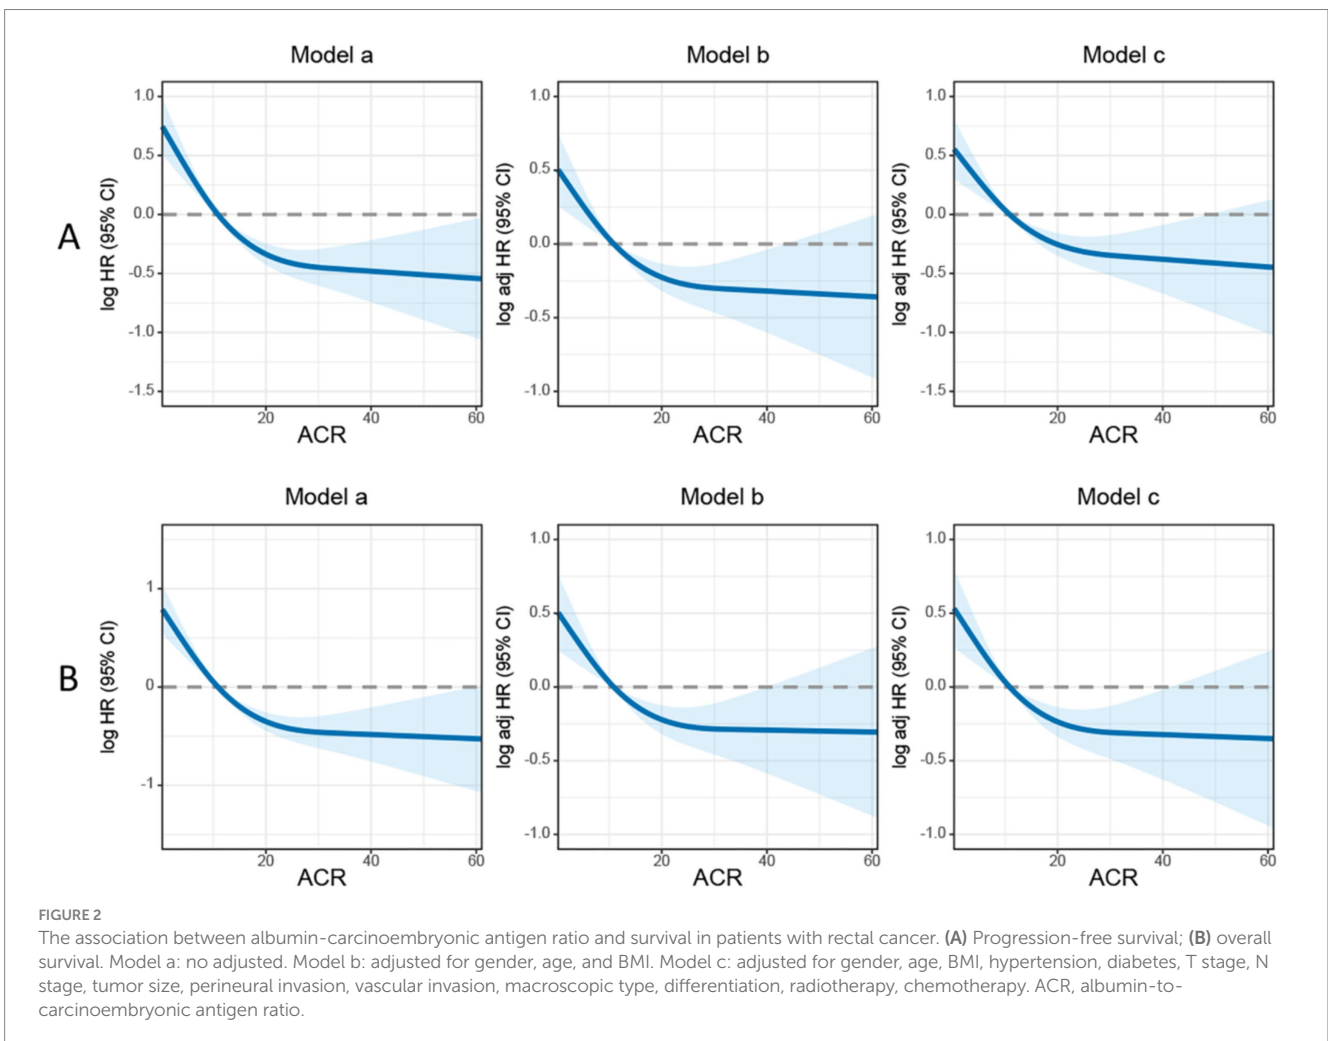 Model a
Model b
Model c
A
log HR (95% CI)
1.0
0.5
0.0
-0.5
-1.0
-1.5
20
40
60
ACR
log adj HR (95% CI)
1.0
0.5
0.0
-0.5
-1.0
20
40
60
ACR
log adj HR (95% CI)
1.0
0.5
0.0
-0.5
-1.0
-1.5
20
40
60
ACR
Model a
Model b
Model c
B
log HR (95% CI)
1
0
-1
20
40
60
ACR
log adj HR (95% CI)
1.0
0.5
0.0
-0.5
-1.0
20
40
60
ACR
log adj HR (95% CI)
1.0
0.5
0.0
-0.5
-1.0
20
40
60
ACR
FIGURE 2
The association between albumin-carcinoembryonic antigen ratio and survival in patients with rectal cancer. (A) Progression-free survival; (B) overall
survival. Model a: no adjusted. Model b: adjusted for gender, age, and BMI. Model c: adjusted for gender, age, BMI, hypertension, diabetes, T stage, N
stage, tumor size, perineural invasion, vascular invasion, macroscopic type, differentiation, radiotherapy, chemotherapy. ACR, albumin-to-
carcinoembryonic antigen ratio.